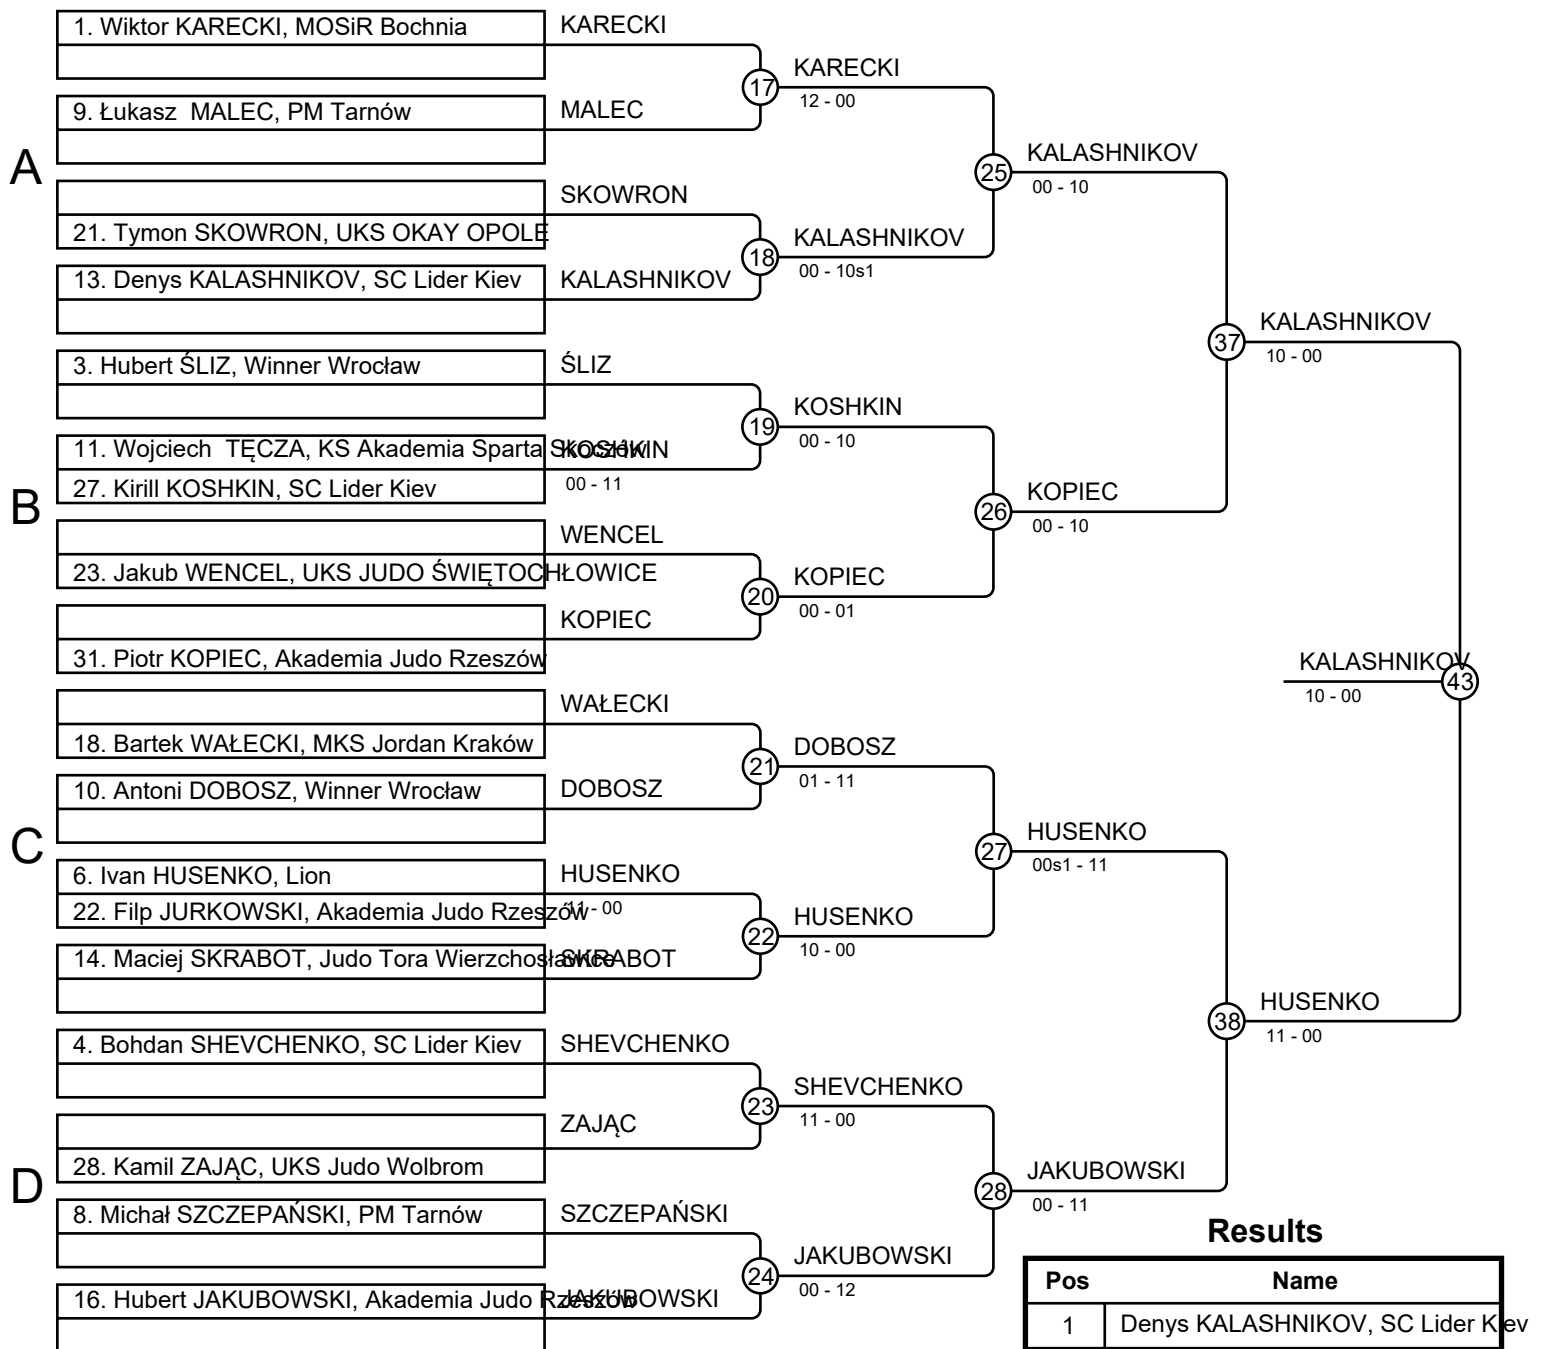 1. Wiktor KARECKI, MOSiR Bochnia
KARECKI
KARECKI
17
12 - 00
9. Łukasz  MALEC, PM Tarnów
MALEC
A
KALASHNIKOV
25
00 - 10
SKOWRON
21. Tymon SKOWRON, UKS OKAY OPOLE
KALASHNIKOV
18
00 - 10s1
13. Denys KALASHNIKOV, SC Lider Kiev
KALASHNIKOV
KALASHNIKOV
37
10 - 00
3. Hubert ŚLIZ, Winner Wrocław
ŚLIZ
KOSHKIN
19
00 - 10
11. Wojciech  TĘCZA, KS Akademia Sparta Skoczów
KOSHKIN
00 - 11
27. Kirill KOSHKIN, SC Lider Kiev
B
KOPIEC
26
00 - 10
WENCEL
23. Jakub WENCEL, UKS JUDO ŚWIĘTOCHŁOWICE
KOPIEC
20
00 - 01
KOPIEC
31. Piotr KOPIEC, Akademia Judo Rzeszów
KALASHNIKOV
43
10 - 00
WAŁECKI
18. Bartek WAŁECKI, MKS Jordan Kraków
DOBOSZ
21
01 - 11
10. Antoni DOBOSZ, Winner Wrocław
DOBOSZ
C
HUSENKO
27
00s1 - 11
6. Ivan HUSENKO, Lion
HUSENKO
11 - 00
22. Filp JURKOWSKI, Akademia Judo Rzeszów
HUSENKO
22
10 - 00
14. Maciej SKRABOT, Judo Tora Wierzchosławice
SKRABOT
HUSENKO
38
11 - 00
4. Bohdan SHEVCHENKO, SC Lider Kiev
SHEVCHENKO
SHEVCHENKO
23
11 - 00
ZAJĄC
28. Kamil ZAJĄC, UKS Judo Wolbrom
D
JAKUBOWSKI
28
00 - 11
8. Michał SZCZEPAŃSKI, PM Tarnów
SZCZEPAŃSKI
JAKUBOWSKI
24
00 - 12
16. Hubert JAKUBOWSKI, Akademia Judo Rzeszów
JAKUBOWSKI
Results
Pos Name
1 Denys KALASHNIKOV, SC Lider Kiev